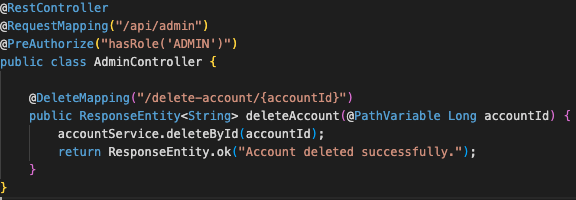 @RestController
@RequestMapping("/api/admin")
@PreAuthorize("hasRole('ADMIN')")
public class AdminController {
@DeleteMapping("/delete-account/{accountId}")
public ResponseEntity<String> deleteAccount(@PathVariable Long accountId) {
accountService.deleteById(accountId);
return ResponseEntity.ok("Account deleted successfully.");
}
}